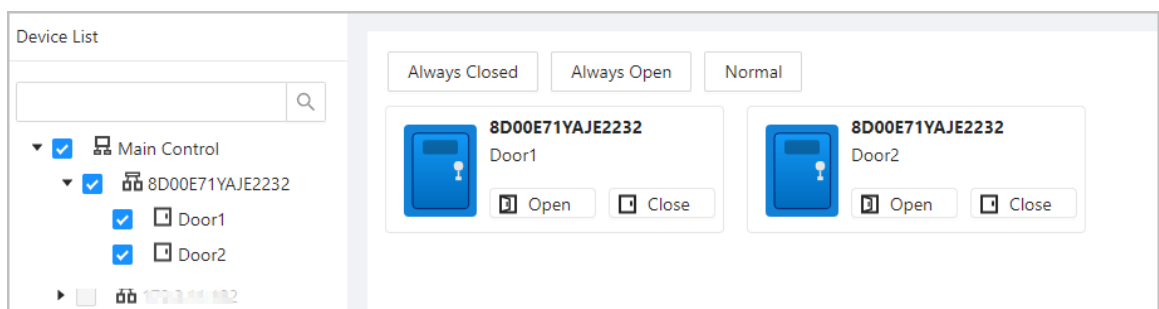 Device List
Main Control
8D00E71YAJE2232
Door1
Door2
Always Closed Always Open Normal
8D00E71YAJE2232
Door1
Open Close
8D00E71YAJE2232
Door2
Open Close